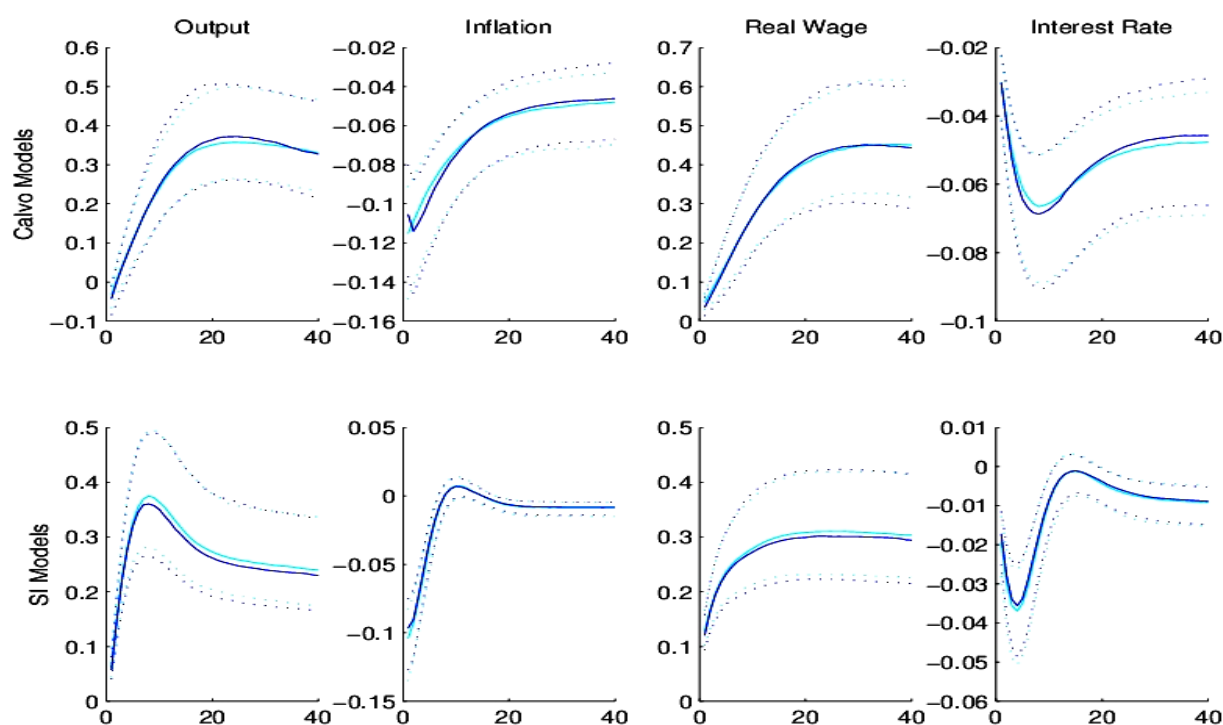 Output Inflation Real Wage Interest Rate
Calvo Models
0.6 0.5 0.4 0.3 0.2 0.1 0 −0.1
0 20 40
−0.02 −0.04 −0.06 −0.08 −0.1 −0.12 −0.14 −0.16
0 20 40
0.7 0.6 0.5 0.4 0.3 0.2 0.1 0
0 20 40
−0.02 −0.04 −0.06 −0.08 −0.1
0 20 40
SI Models
0.5 0.4 0.3 0.2 0.1 0
0 20 40
0.05 0 −0.05 −0.1 −0.15
0 20 40
0.5 0.4 0.3 0.2 0.1 0
0 20 40
0.01 0 −0.01 −0.02 −0.03 −0.04 −0.05 −0.06
0 20 40